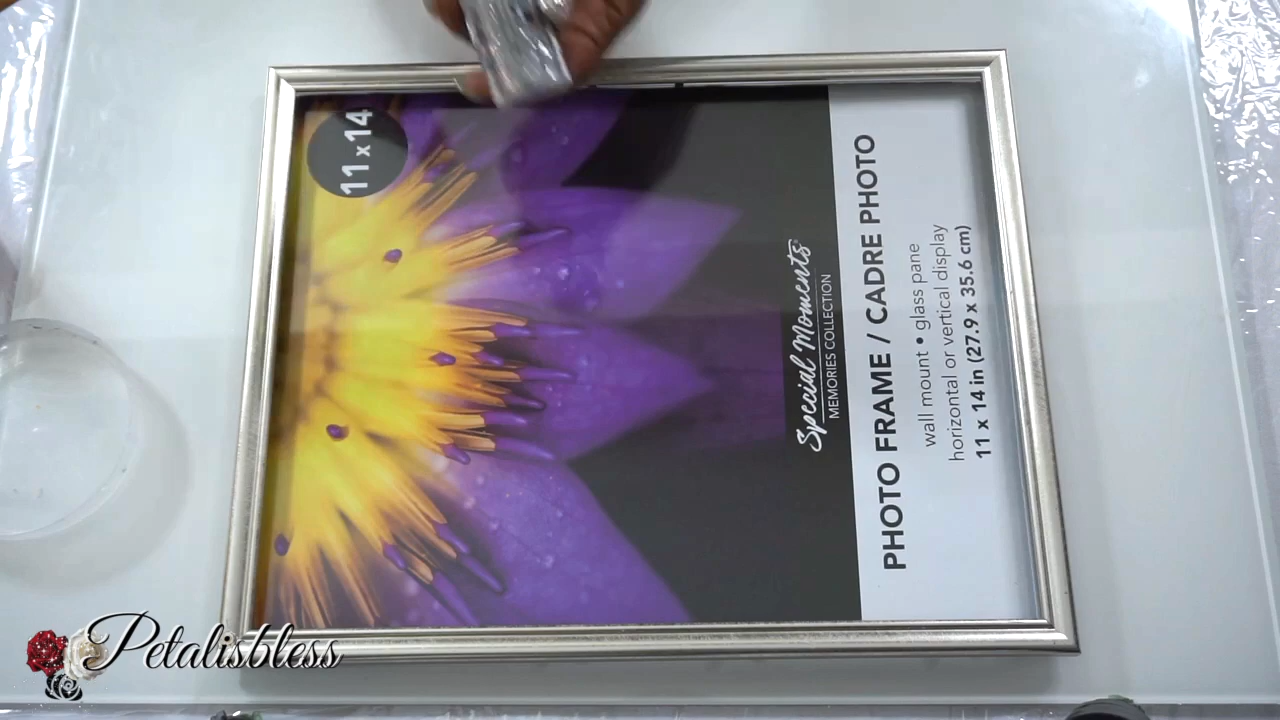 11 x 14
Special Moments
MEMORIES COLLECTION
PHOTO FRAME / CADRE PHOTO
wall mount • glass pane
horizontal or vertical display
11 x 14 in (27.9 x 35.6 cm)
Petalisbless